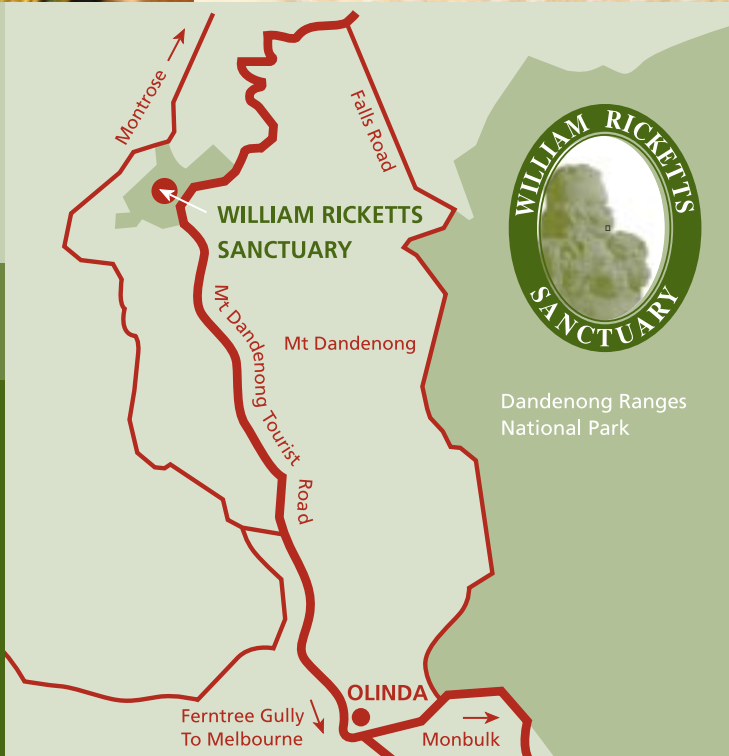 Montrose
Falls Road
WILLIAM RICKETTS
SANCTUARY
WILLIAM RICKETTS
SANCTUARY
Mt Dandenong Tourist Road
Mt Dandenong
Dandenong Ranges
National Park
OLINDA
Ferntree Gully
To Melbourne
Monbulk